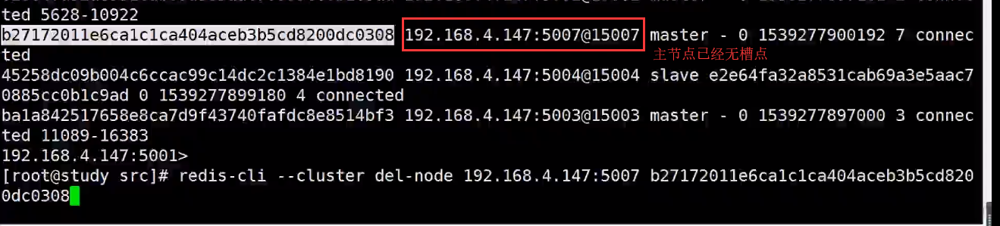 ted 5628-10922
b27172011e6ca1c1ca404aceb3b5cd8200dc0308 192.168.4.147:5007@15007 master - 0 1539277900192 7 connec
ted
主节点已经无槽点
45258dc09b004c6ccac99c14dc2c1384e1bd8190 192.168.4.147:5004@15004 slave e2e64fa32a8531cab69a3e5aac7
0885cc0b1c9ad 0 1539277899180 4 connected
ba1a842517658e8ca7d9f43740fafdc8e8514bf3 192.168.4.147:5003@15003 master - 0 1539277897000 3 connec
ted 11089-16383
192.168.4.147:5001>
[root@study src]# redis-cli --cluster del-node 192.168.4.147:5007 b27172011e6ca1c1ca404aceb3b5cd820
0dc0308